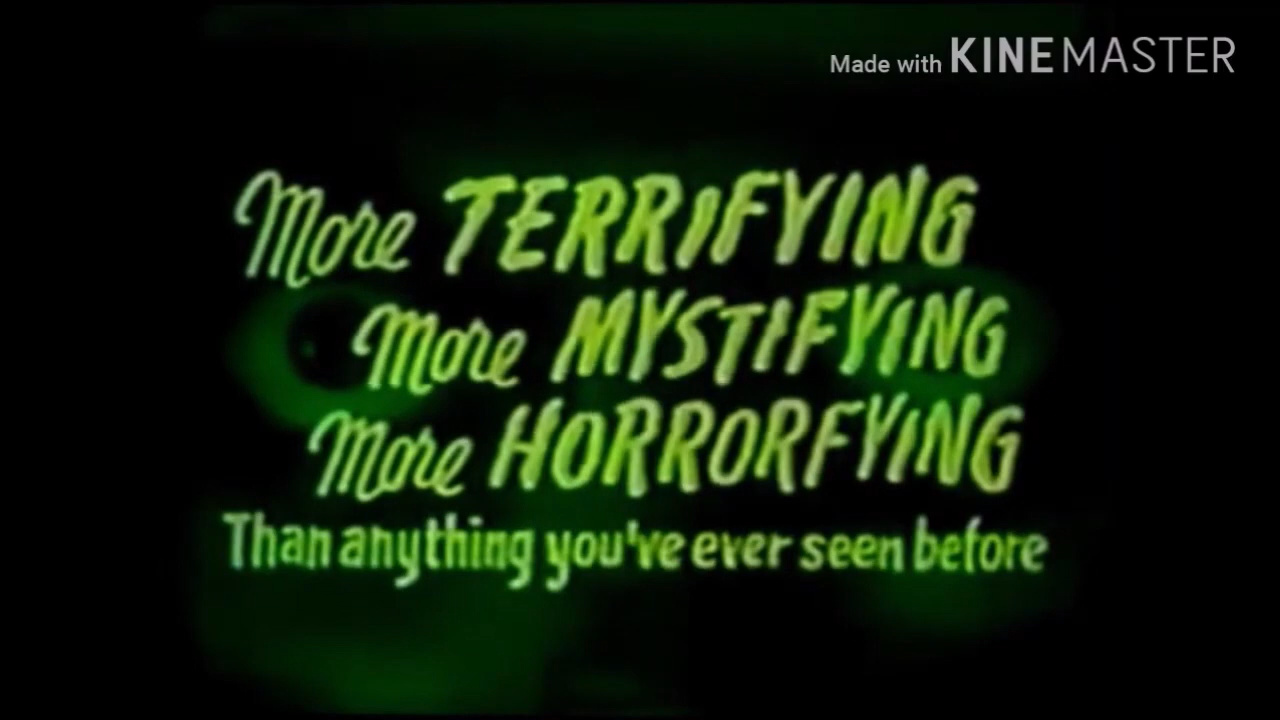 Made with KINEMASTER
More TERRIFYING
More MYSTIFYING
More HORRORFYING
Than anything you've ever seen before